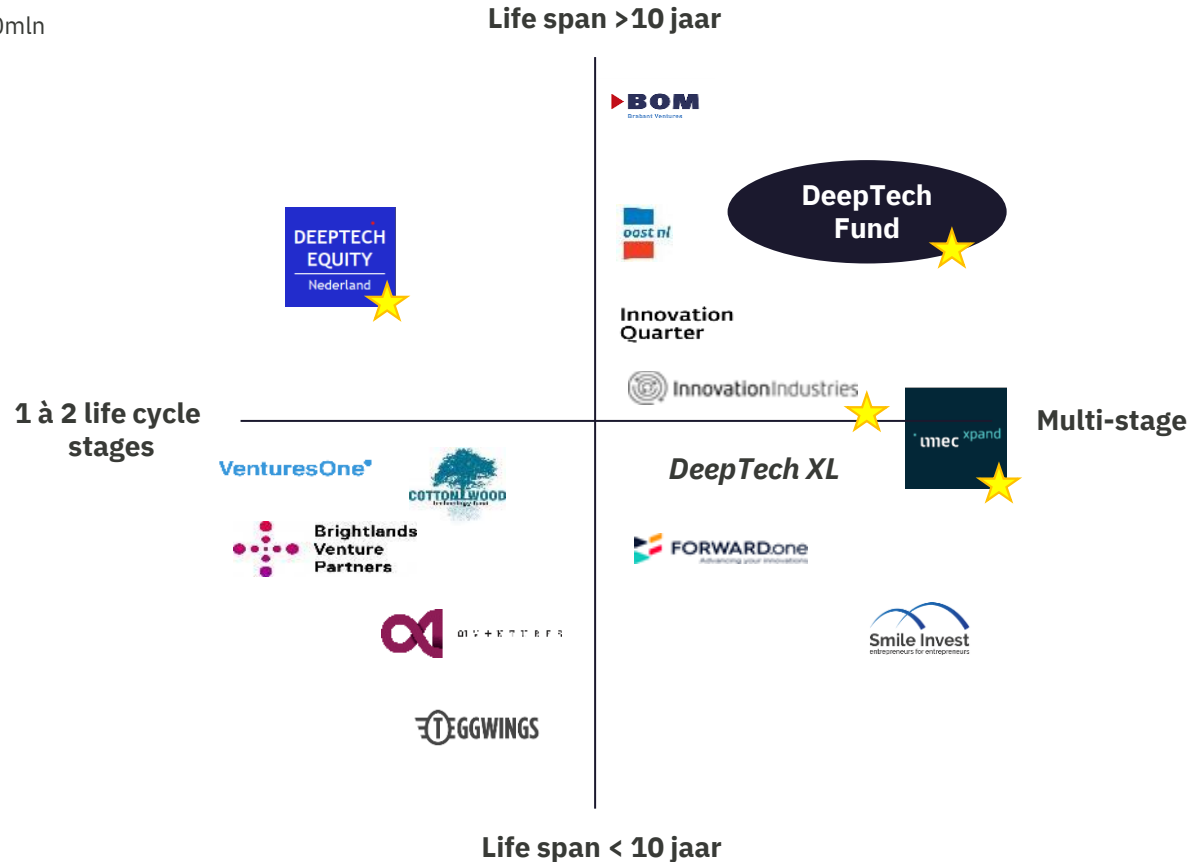 Life span >10 jaar
0mln
BOM
Brabant Ventures
DeepTech
Fund
oost nl
DEEPTECH
EQUITY
Nederland
Innovation
Quarter
InnovationIndustries
1 à 2 life cycle
stages
Multi-stage
imec xpand
VenturesOne
DeepTech XL
COTTONWOOD
technology fund
Brightlands
Venture
Partners
FORWARD.one
Advancing your innovations
Smile Invest
entrepreneurs for entrepreneurs
EGGWINGS
Life span < 10 jaar